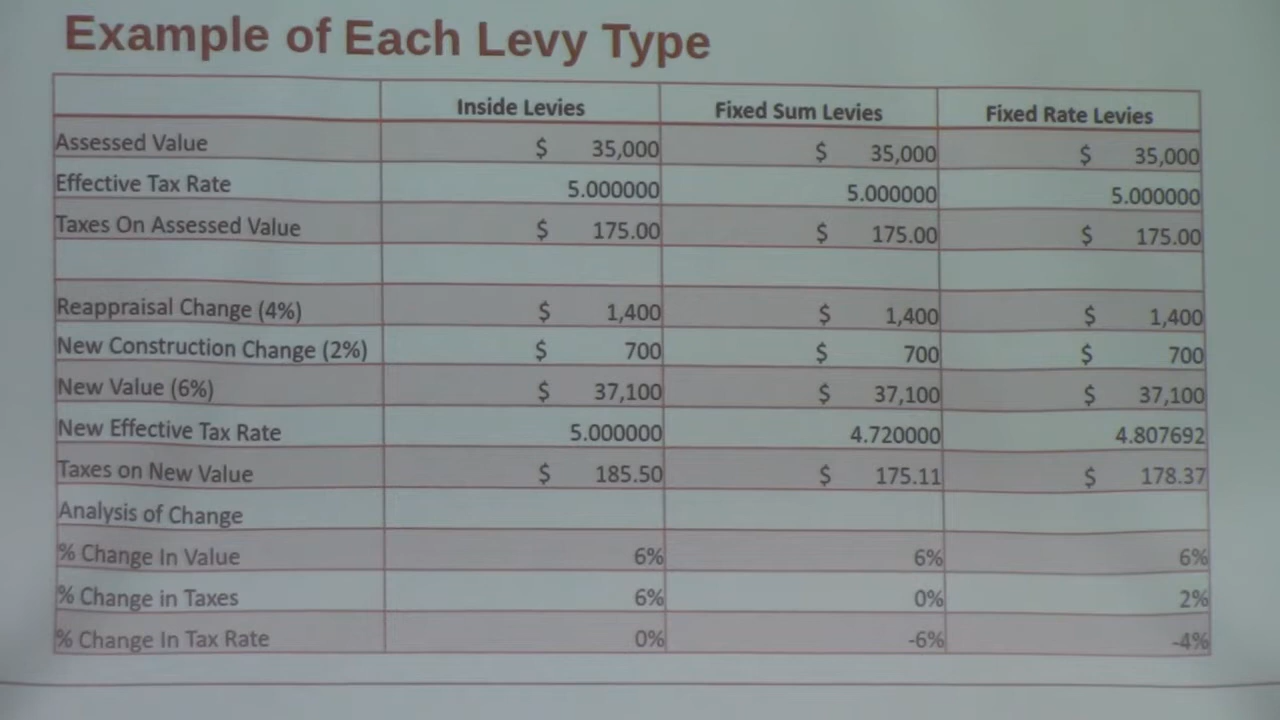 Example of Each Levy Type
Inside Levies Fixed Sum Levies Fixed Rate Levies
Assessed Value $ 35,000 $ 35,000 $ 35,000
Effective Tax Rate 5.000000 5.000000 5.000000
Taxes On Assessed Value $ 175.00 $ 175.00 $ 175.00
Reappraisal Change (4%) $ 1,400 $ 1,400 $ 1,400
New Construction Change (2%) $ 700 $ 700 $ 700
New Value (6%) $ 37,100 $ 37,100 $ 37,100
New Effective Tax Rate 5.000000 4.720000 4.807692
Taxes on New Value $ 185.50 $ 175.11 $ 178.37
Analysis of Change
% Change In Value 6% 6% 6%
% Change in Taxes 6% 0% 2%
% Change In Tax Rate 0% -6% -4%